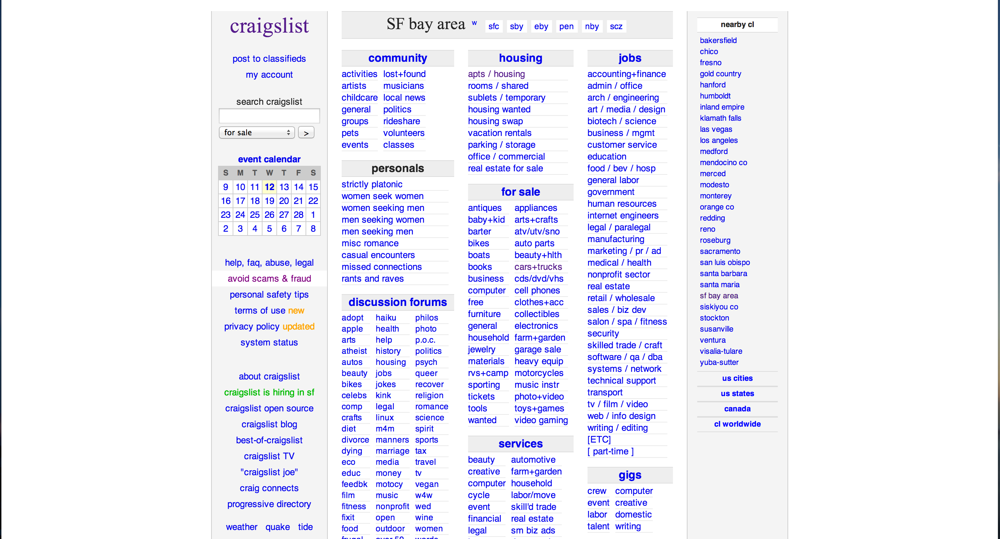 craigslist
post to classifieds
my account
search craigslist
for sale
>
event calendar
S M T W T F S
9 10 11 12 13 14 15
16 17 18 19 20 21 22
23 24 25 26 27 28 1
2 3 4 5 6 7 8
help, faq, abuse, legal
avoid scams & fraud
personal safety tips
terms of use new
privacy policy updated
system status
about craigslist
craigslist is hiring in sf
craigslist open source
craigslist blog
best-of-craigslist
craigslist TV
"craigslist joe"
craig connects
progressive directory
weather quake tide
SF bay area w sfc sby eby pen nby scz
community
activities lost+found
artists musicians
childcare local news
general politics
groups rideshare
pets volunteers
events classes
personals
strictly platonic
women seek women
women seeking men
men seeking women
men seeking men
misc romance
casual encounters
missed connections
rants and raves
discussion forums
adopt haiku philos
apple health photo
arts help p.o.c.
atheist history politics
autos housing psych
beauty jobs queer
bikes jokes recover
celebs kink religion
comp legal romance
crafts linux science
diet m4m spirit
divorce manners sports
dying marriage tax
eco media travel
educ money tv
feedbk motocy vegan
film music w4w
fitness nonprofit wed
fixit open wine
food outdoor women
housing
apts / housing
rooms / shared
sublets / temporary
housing wanted
housing swap
vacation rentals
parking / storage
office / commercial
real estate for sale
for sale
antiques appliances
baby+kid arts+crafts
barter atv/utv/sno
bikes auto parts
boats beauty+hlth
books cars+trucks
business cds/dvd/vhs
computer cell phones
free clothes+acc
furniture collectibles
general electronics
household farm+garden
jewelry garage sale
materials heavy equip
rvs+camp motorcycles
sporting music instr
tickets photo+video
tools toys+games
wanted video gaming
services
beauty automotive
creative farm+garden
computer household
cycle labor/move
event skill'd trade
financial real estate
legal sm biz ads
jobs
accounting+finance
admin / office
arch / engineering
art / media / design
biotech / science
business / mgmt
customer service
education
food / bev / hosp
general labor
government
human resources
internet engineers
legal / paralegal
manufacturing
marketing / pr / ad
medical / health
nonprofit sector
real estate
retail / wholesale
sales / biz dev
salon / spa / fitness
security
skilled trade / craft
software / qa / dba
systems / network
technical support
transport
tv / film / video
web / info design
writing / editing
[ETC]
[ part-time ]
gigs
crew computer
event creative
labor domestic
talent writing
nearby cl
bakersfield
chico
fresno
gold country
hanford
humboldt
inland empire
klamath falls
las vegas
los angeles
medford
mendocino co
merced
modesto
monterey
orange co
redding
reno
roseburg
sacramento
san luis obispo
santa barbara
santa maria
sf bay area
siskiyou co
stockton
susanville
ventura
visalia-tulare
yuba-sutter
us cities
us states
canada
cl worldwide